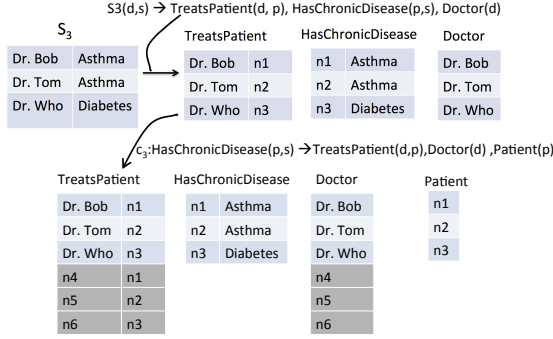 S3(d,s) → TreatsPatient(d, p), HasChronicDisease(p,s), Doctor(d)
S3
TreatsPatient HasChronicDisease Doctor
Dr. Bob Asthma
Dr. Tom Asthma
Dr. Who Diabetes
Dr. Bob n1
Dr. Tom n2
Dr. Who n3
n1 Asthma
n2 Asthma
n3 Diabetes
Dr. Bob
Dr. Tom
Dr. Who
c3:HasChronicDisease(p,s) →TreatsPatient(d,p),Doctor(d) ,Patient(p)
TreatsPatient HasChronicDisease Doctor Patient
Dr. Bob n1
Dr. Tom n2
Dr. Who n3
n4 n1
n5 n2
n6 n3
n1 Asthma
n2 Asthma
n3 Diabetes
Dr. Bob
Dr. Tom
Dr. Who
n4
n5
n6
n1
n2
n3